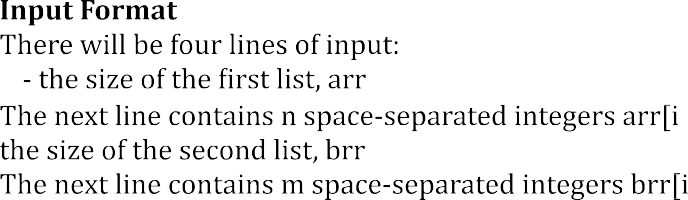 Input Format
There will be four lines of input:
- the size of the first list, arr
The next line contains n space-separated integers arr[i
the size of the second list, brr
The next line contains m space-separated integers brr[i